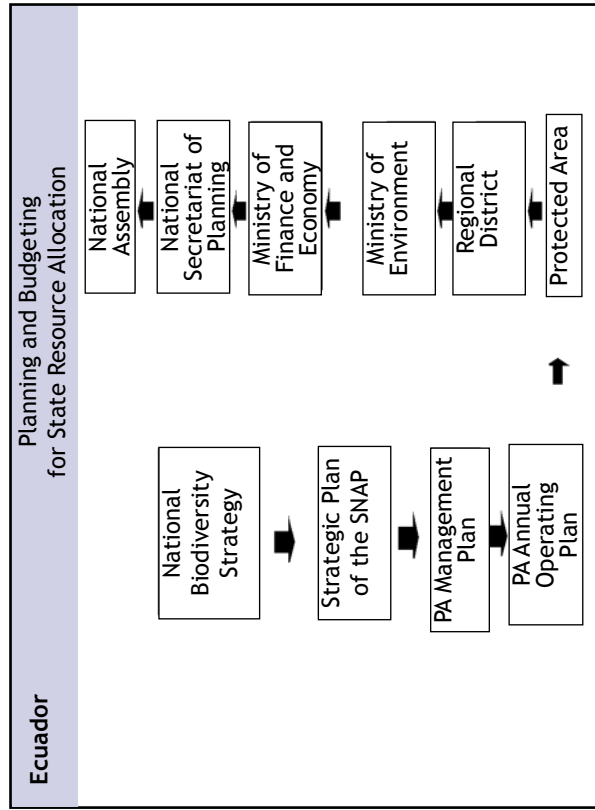 Ecuador
Planning and Budgeting
for State Resource Allocation
National
Biodiversity
Strategy
Strategic Plan
of the SNAP
PA Management
Plan
PA Annual
Operating
Plan
National
Assembly
National
Secretariat of
Planning
Ministry of
Finance and
Economy
Ministry of
Environment
Regional
District
Protected Area